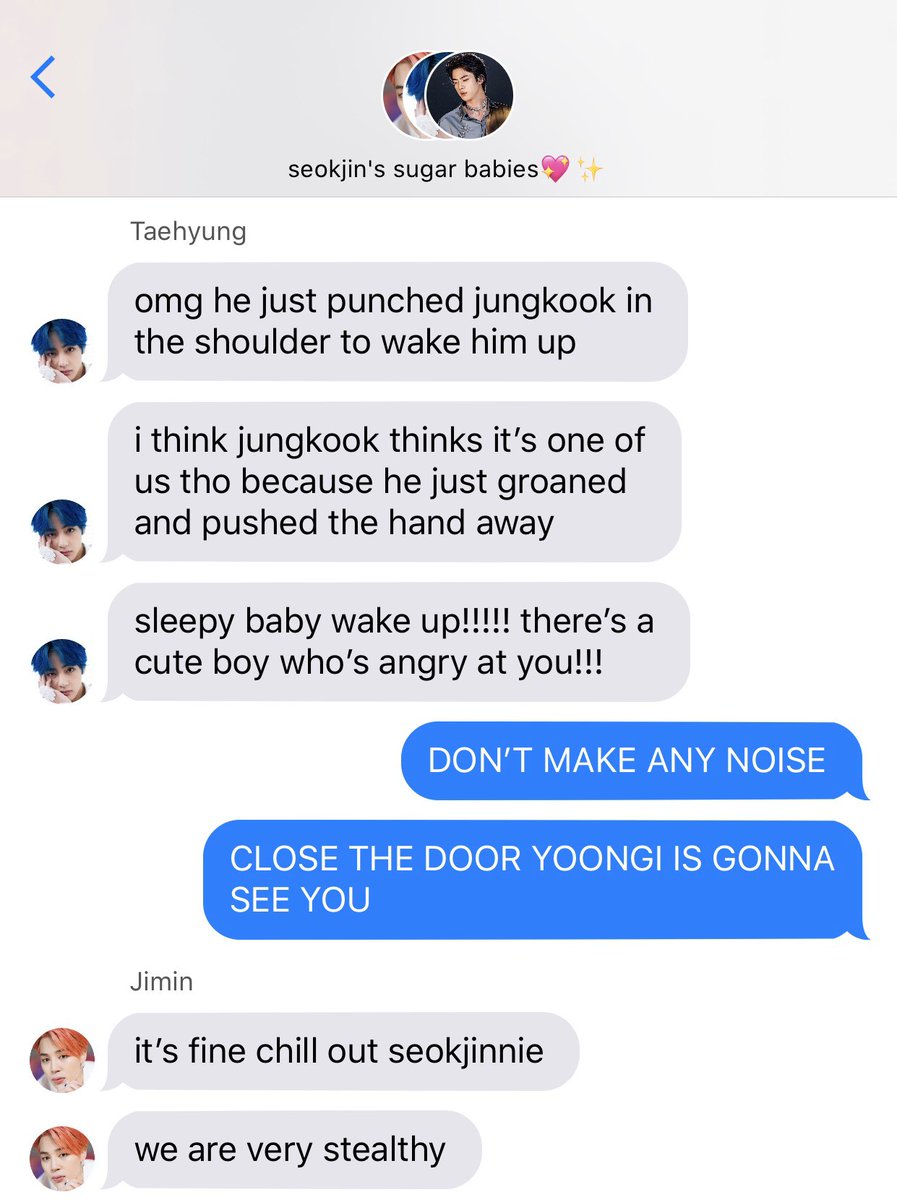 seokjin's sugar babies💖✨
Taehyung
omg he just punched jungkook in
the shoulder to wake him up
i think jungkook thinks it’s one of
us tho because he just groaned
and pushed the hand away
sleepy baby wake up!!!!! there’s a
cute boy who’s angry at you!!!
DON’T MAKE ANY NOISE
CLOSE THE DOOR YOONGI IS GONNA
SEE YOU
Jimin
it’s fine chill out seokjinnie
we are very stealthy